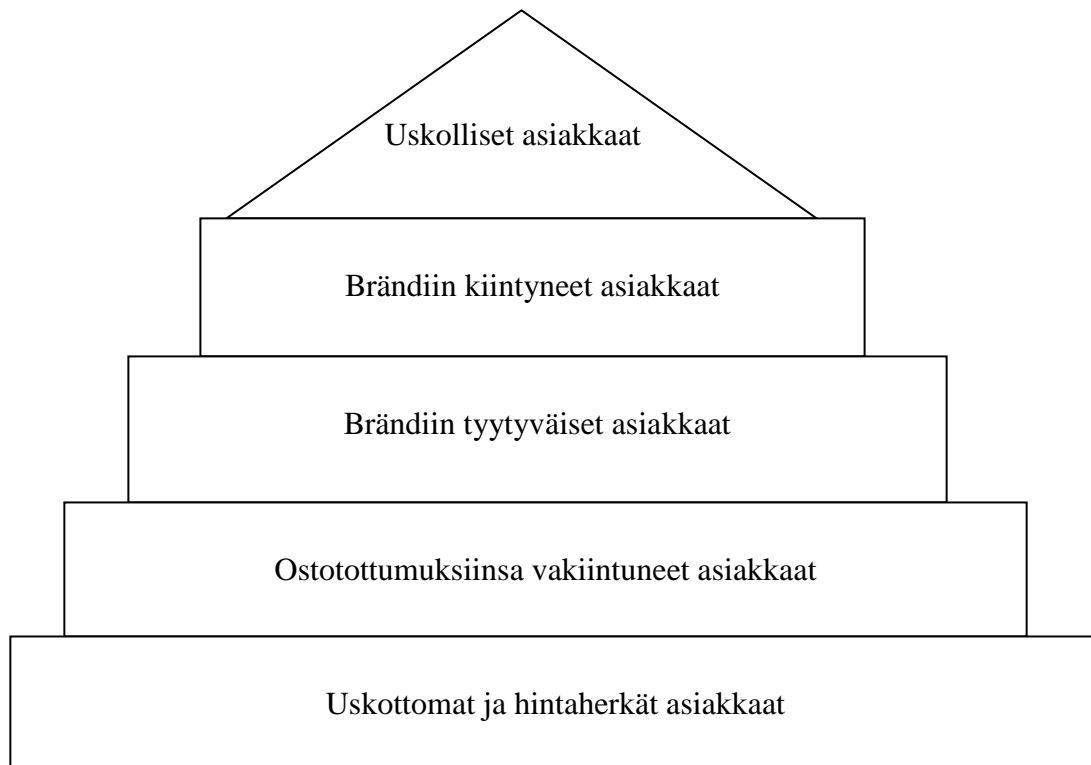 Uskolliset asiakkaat
Brändiin kiintyneet asiakkaat
Brändiin tyytyväiset asiakkaat
Ostotottumuksiinsa vakiintuneet asiakkaat
Uskottomat ja hintaherkät asiakkaat